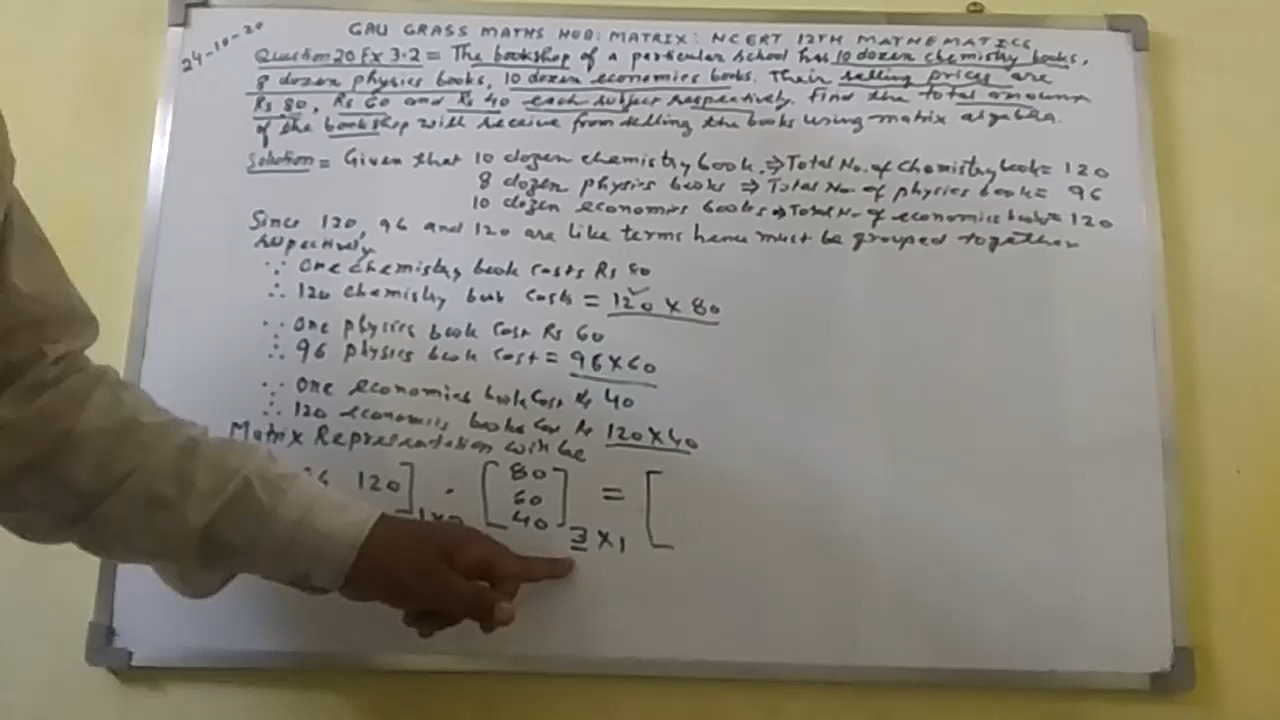 24-10-20
GAU GRASS MATHS HUB: MATRIX: NCERT 12TH MATHEMATICS
Question 20 Ex 3.2 = The bookshop of a particular school has 10 dozen chemistry books,
8 dozen physics books, 10 dozen economics books. Their selling prices are
Rs 80, Rs 60 and Rs 40 each subject respectively. Find the total amount
of the bookshop will receive from selling the books using matrix algebra.
Solution = Given that 10 dozen chemistry book. ⇒ Total No. of chemistry book = 120
8 dozen physics books ⇒ Total No of physics book = 96
10 dozen economics books ⇒ Total No of economics book = 120
Since 120, 96 and 120 are like terms hence must be grouped together
respectively
∵ One chemistry book costs Rs 80
∴ 120 chemistry book costs = 120 × 80
∵ One physics book cost Rs 60
∴ 96 physics book cost = 96 × 60
∵ One economics book cost Rs 40
∴ 120 economics books cost Rs 120 × 40
Matrix Representation will be
120] . [80 60 40] 3 × 1 = [